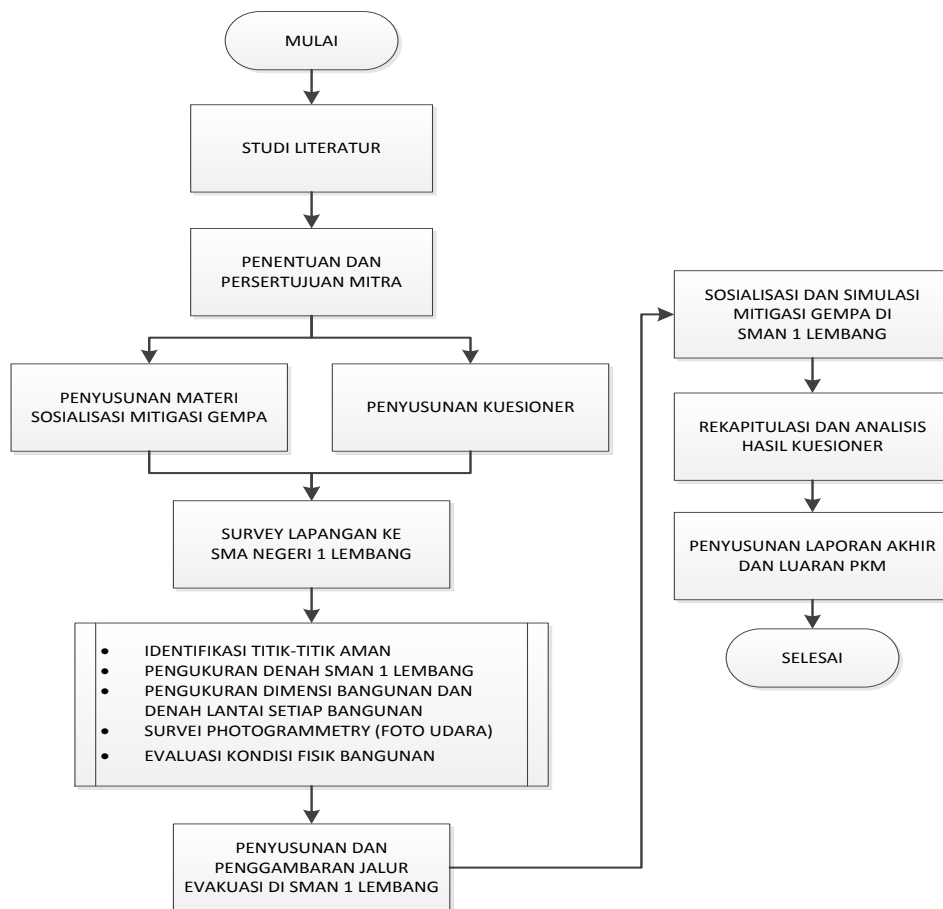 MULAI
STUDI LITERATUR
PENENTUAN DAN
PERSERTUJUAN MITRA
PENYUSUNAN MATERI
SOSIALISASI MITIGASI GEMPA
PENYUSUNAN KUESIONER
SURVEY LAPANGAN KE
SMA NEGERI 1 LEMBANG
• IDENTIFIKASI TITIK-TITIK AMAN
• PENGUKURAN DENAH SMAN 1 LEMBANG
• PENGUKURAN DIMENSI BANGUNAN DAN
DENAH LANTAI SETIAP BANGUNAN
• SURVEI PHOTOGRAMMETRY (FOTO UDARA)
• EVALUASI KONDISI FISIK BANGUNAN
PENYUSUNAN DAN
PENGGAMBARAN JALUR
EVAKUASI DI SMAN 1 LEMBANG
SOSIALISASI DAN SIMULASI
MITIGASI GEMPA DI
SMAN 1 LEMBANG
REKAPITULASI DAN ANALISIS
HASIL KUESIONER
PENYUSUNAN LAPORAN AKHIR
DAN LUARAN PKM
SELESAI